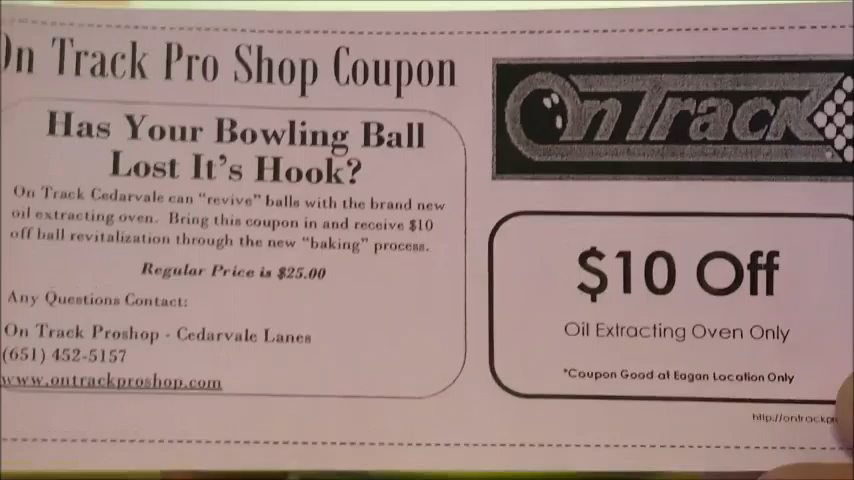 On Track Pro Shop Coupon
Has Your Bowling Ball
Lost It's Hook?
On Track Cedarvale can "revive" balls with the brand new
oil extracting oven. Bring this coupon in and receive $10
off ball revitalization through the new "baking" process.
Regular Price is $25.00
Any Questions Contact:
On Track Proshop - Cedarvale Lanes
(651) 452-5157
www.ontrackproshop.com
OnTrack
$10 Off
Oil Extracting Oven Only
*Coupon Good at Eagan Location Only
http://ontrackp